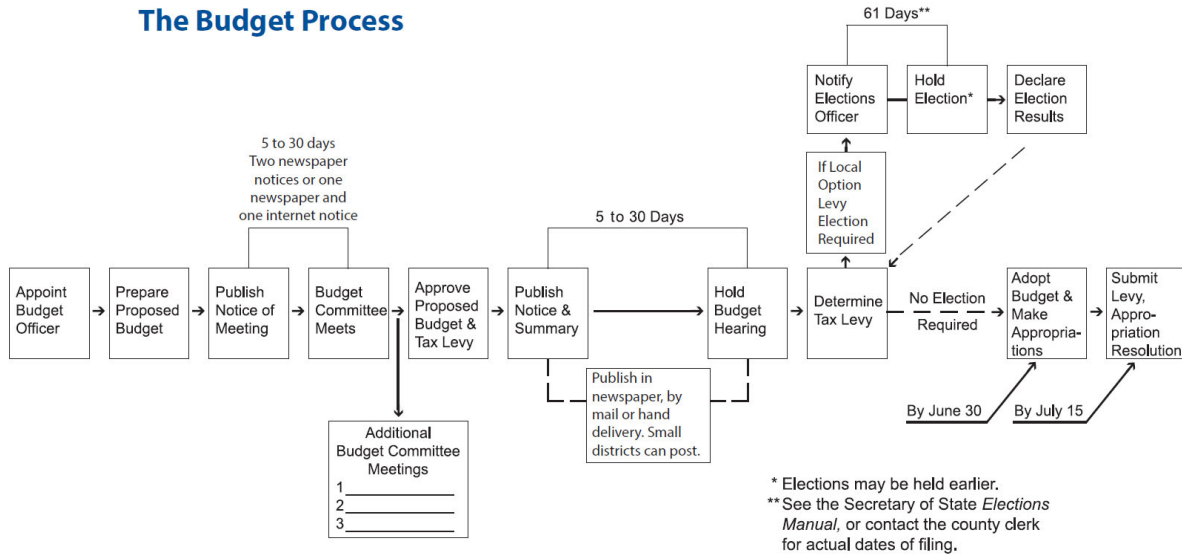 The Budget Process
61 Days**
Notify
Elections
Officer
Hold
Election*
Declare
Election
Results
5 to 30 days
Two newspaper
notices or one
newspaper and
one internet notice
If Local
Option
Levy
Election
Required
5 to 30 Days
Appoint
Budget
Officer
Prepare
Proposed
Budget
Publish
Notice of
Meeting
Budget
Committee
Meets
Approve
Proposed
Budget &
Tax Levy
Publish
Notice &
Summary
Hold
Budget
Hearing
Determine
Tax Levy
No Election
Required
Adopt
Budget &
Make
Appropria-
tions
Submit
Levy,
Appro-
priation
Resolution
Publish in
newspaper, by
mail or hand
delivery. Small
districts can post.
By June 30
By July 15
Additional
Budget Committee
Meetings
1
2
3
* Elections may be held earlier.
** See the Secretary of State Elections
Manual, or contact the county clerk
for actual dates of filing.